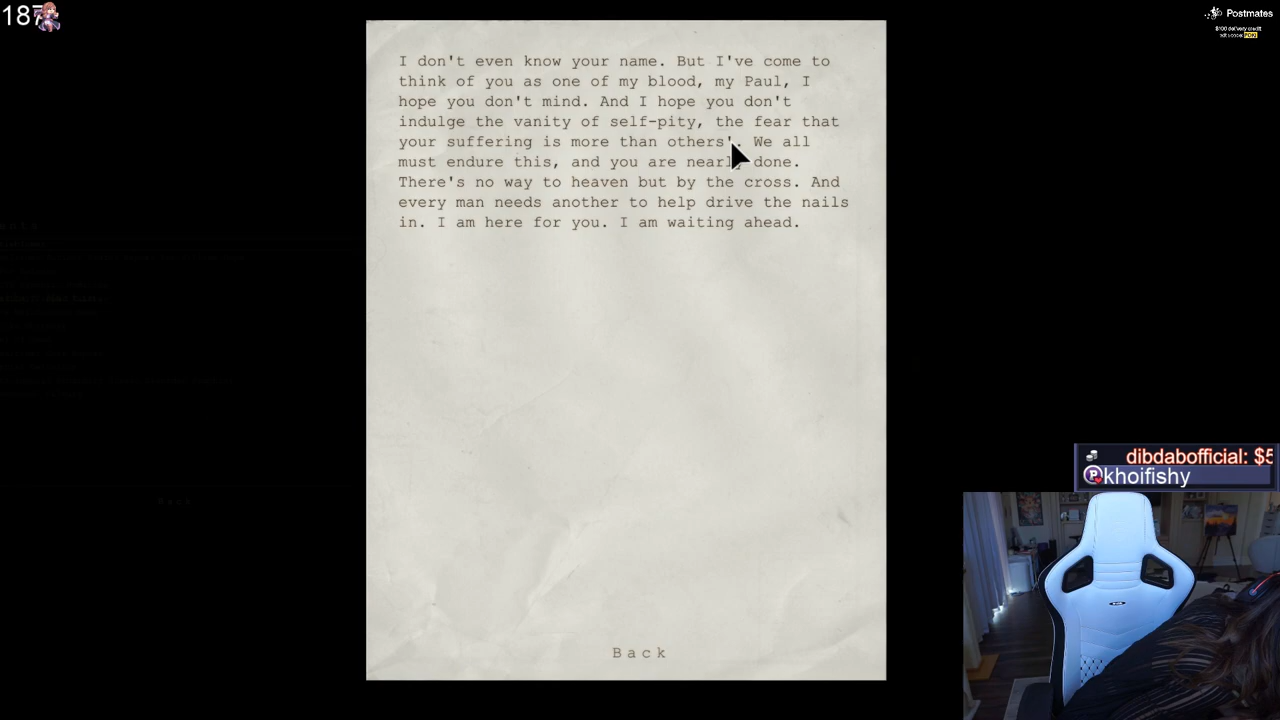 187
Postmates
I don't even know your name. But I've come to
think of you as one of my blood, my Paul, I
hope you don't mind. And I hope you don't
indulge the vanity of self-pity, the fear that
your suffering is more than others'. We all
must endure this, and you are nearly done.
There's no way to heaven but by the cross. And
every man needs another to help drive the nails
in. I am here for you. I am waiting ahead.
dibdabofficial: $5
khoifishy
Back
Back